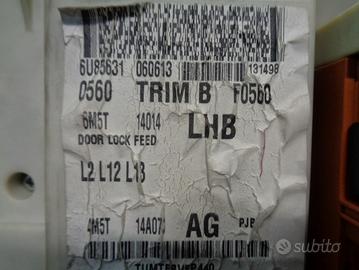 6U85631 060613 131498
0560 TRIM B F0560
6M5T 14014 LHB
DOOR LOCK FEED
L2 L12 L13
4M5T 14A073 AG PJB
subito